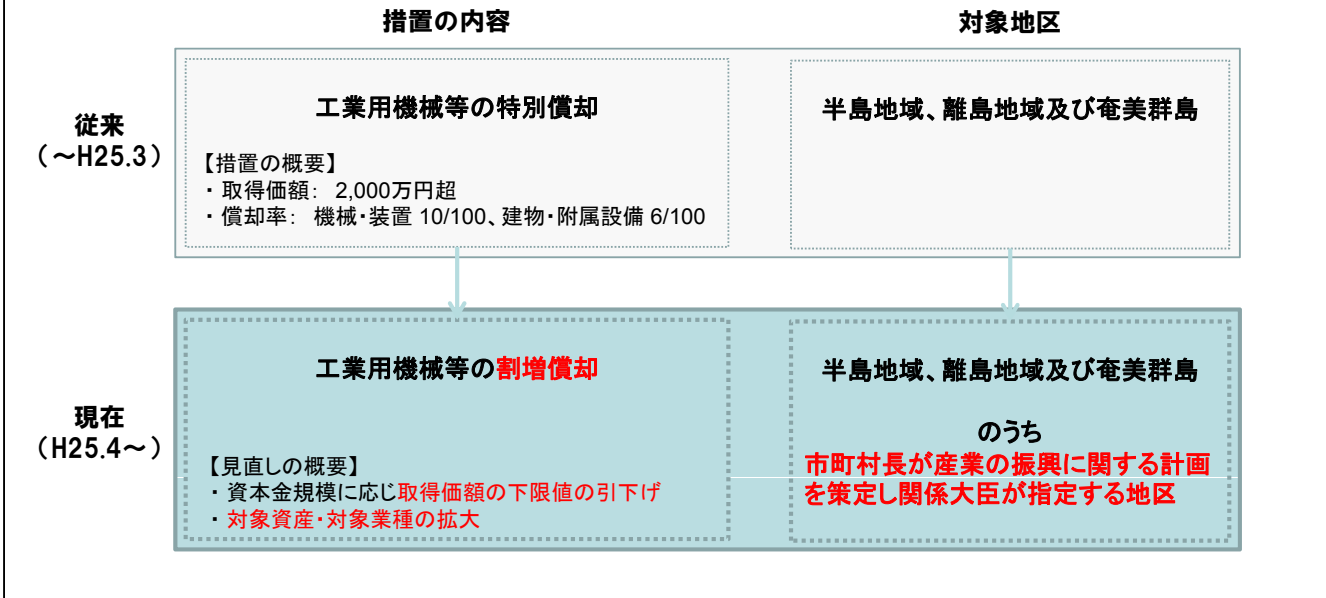 措置の内容
対象地区
従来
(～H25.3)
工業用機械等の特別償却
【措置の概要】
・取得価額： 2,000万円超
・償却率： 機械・装置 10/100、建物・附属設備 6/100
半島地域、離島地域及び奄美群島
現在
(H25.4～)
工業用機械等の割増償却
【見直しの概要】
・資本金規模に応じ取得価額の下限値の引下げ
・対象資産・対象業種の拡大
半島地域、離島地域及び奄美群島
のうち
市町村長が産業の振興に関する計画
を策定し関係大臣が指定する地区